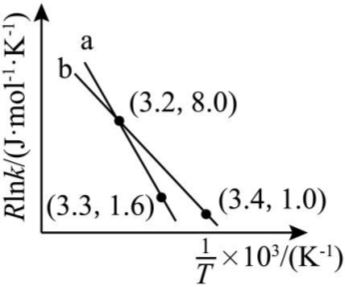 a
b
(3.2, 8.0)
(3.3, 1.6)
(3.4, 1.0)
Rlnk/(J·mol⁻¹·K⁻¹)
1/T ×10³/(K⁻¹)